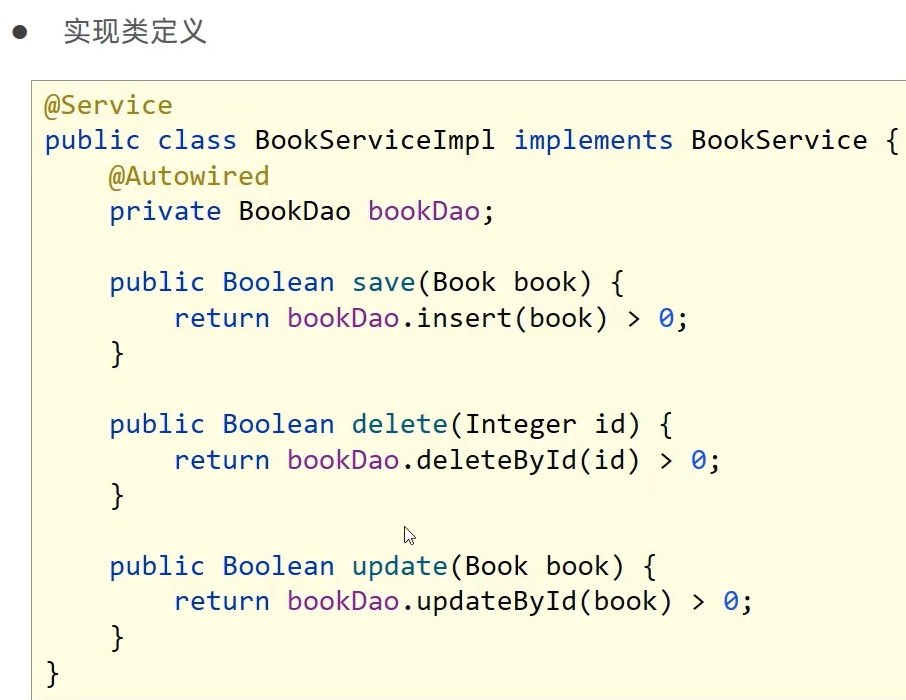 ● 实现类定义
@Service
public class BookServiceImpl implements BookService {
    @Autowired
    private BookDao bookDao;

    public Boolean save(Book book) {
        return bookDao.insert(book) > 0;
    }

    public Boolean delete(Integer id) {
        return bookDao.deleteById(id) > 0;
    }

    public Boolean update(Book book) {
        return bookDao.updateById(book) > 0;
    }
}